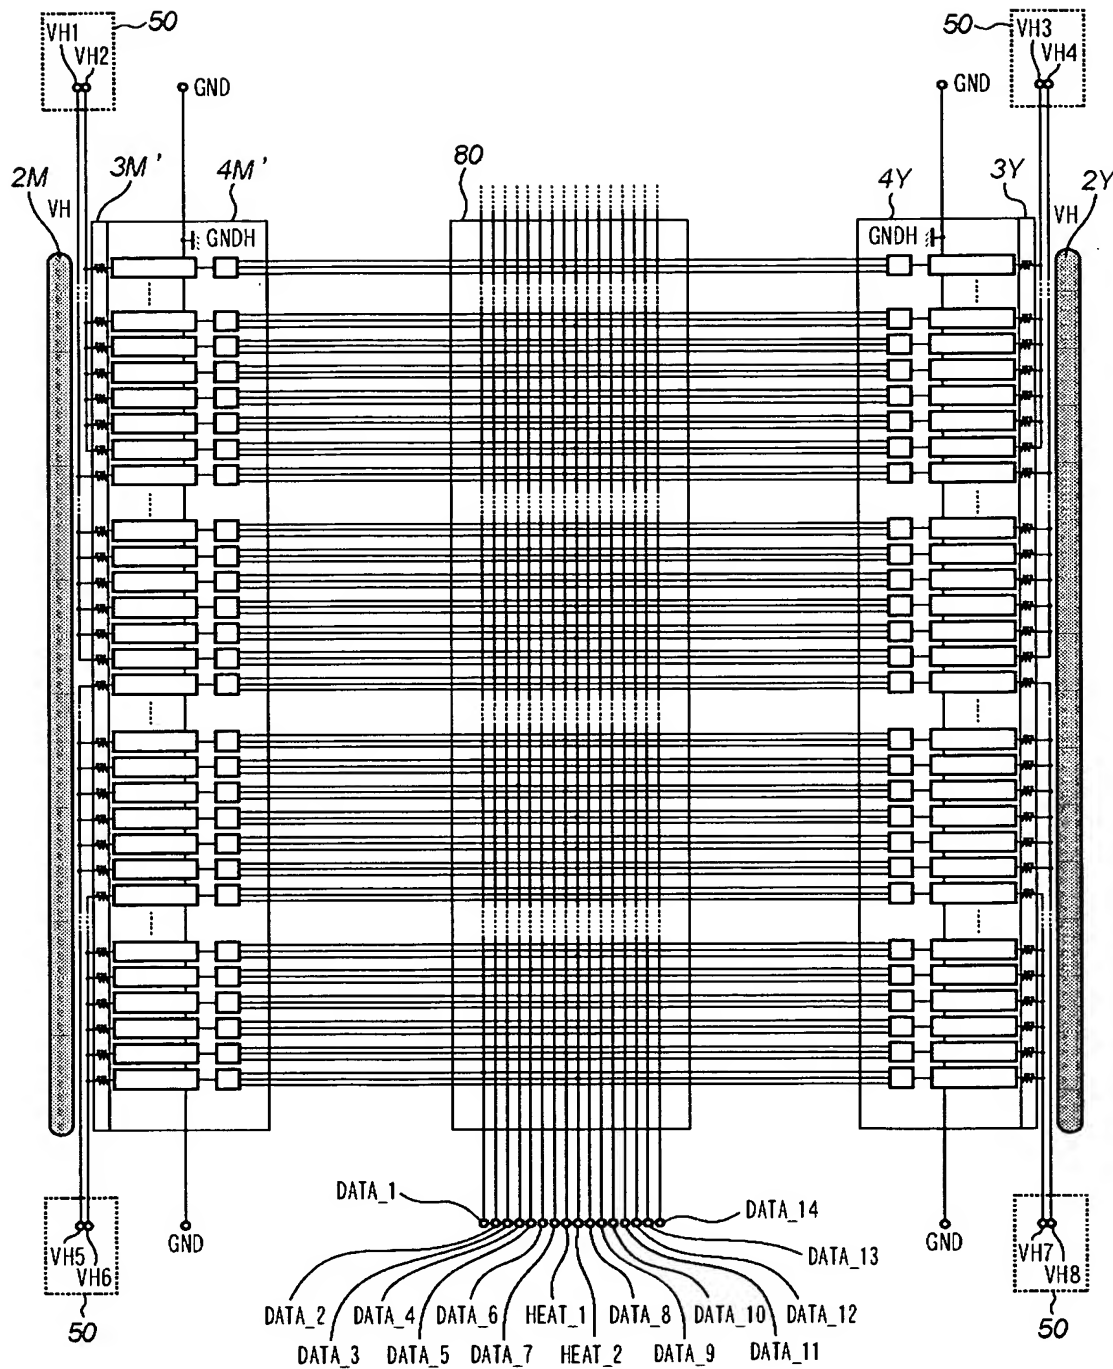 50
VH1
VH2
GND
50
VH3
VH4
GND
2M
VH
3M'
4M'
80
4Y
3Y
VH
2Y
GNDH
GNDH
DATA_1
DATA_14
VH5
VH6
GND
GND
VH7
VH8
DATA_13
DATA_2
DATA_4
DATA_6
HEAT_1
DATA_8
DATA_10
DATA_12
50
50
DATA_3
DATA_5
DATA_7
HEAT_2
DATA_9
DATA_11